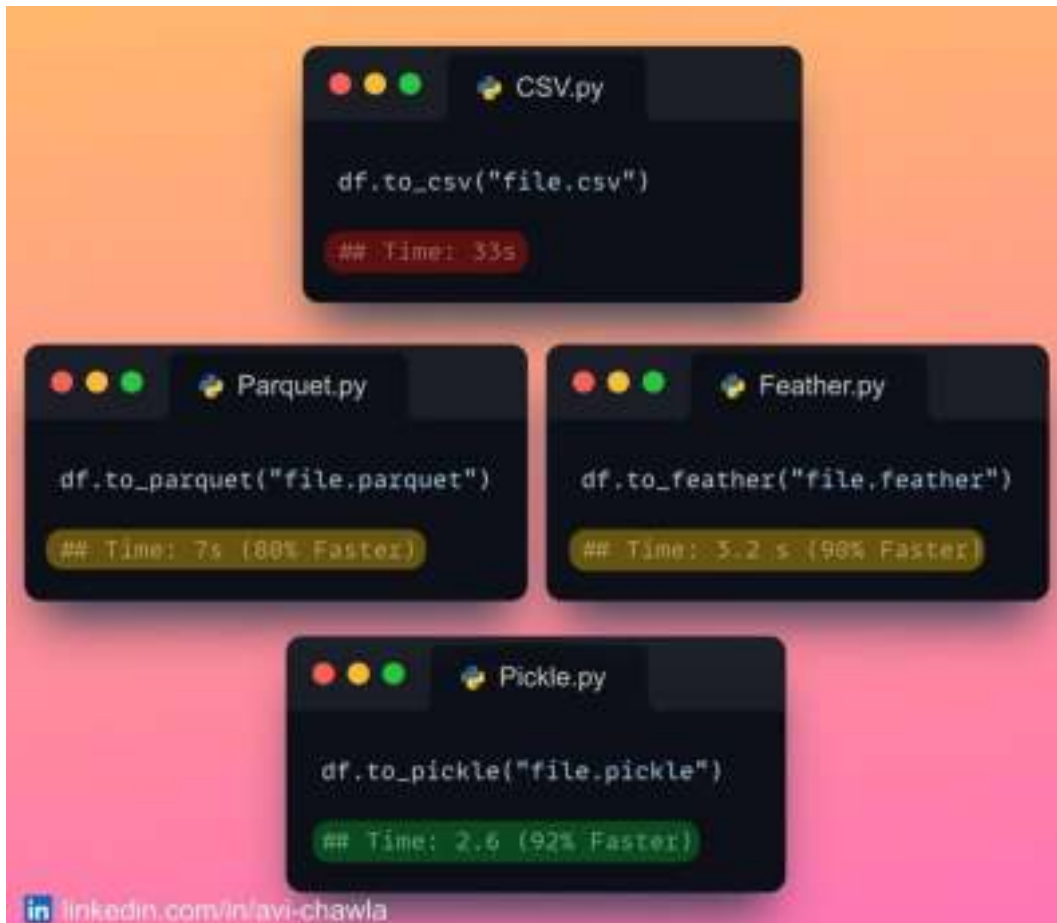 CSV.py
df.to_csv("file.csv")
## Time: 33s
Parquet.py
df.to_parquet("file.parquet")
## Time: 7s (80% Faster)
Feather.py
df.to_feather("file.feather")
## Time: 3.2 s (90% Faster)
Pickle.py
df.to_pickle("file.pickle")
## Time: 2.6 (92% Faster)
in linkedin.com/in/avi-chawla